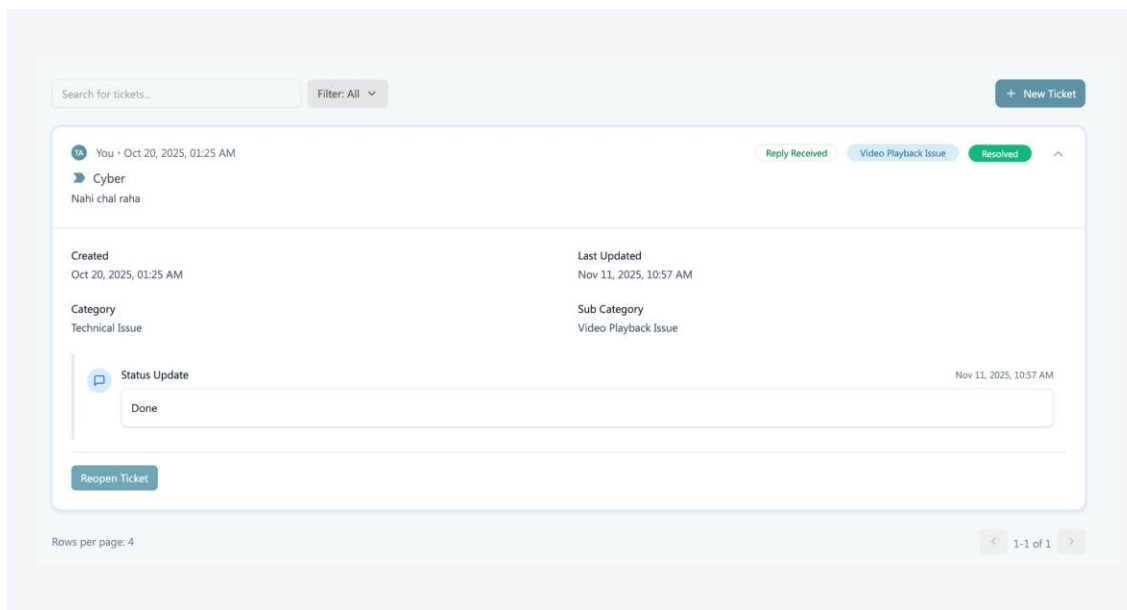 Search for tickets...
Filter: All
+ New Ticket
TA You • Oct 20, 2025, 01:25 AM
Reply Received
Video Playback Issue
Resolved
Cyber
Nahi chal raha
Created
Oct 20, 2025, 01:25 AM
Last Updated
Nov 11, 2025, 10:57 AM
Category
Technical Issue
Sub Category
Video Playback Issue
Status Update
Nov 11, 2025, 10:57 AM
Done
Reopen Ticket
Rows per page: 4
1-1 of 1